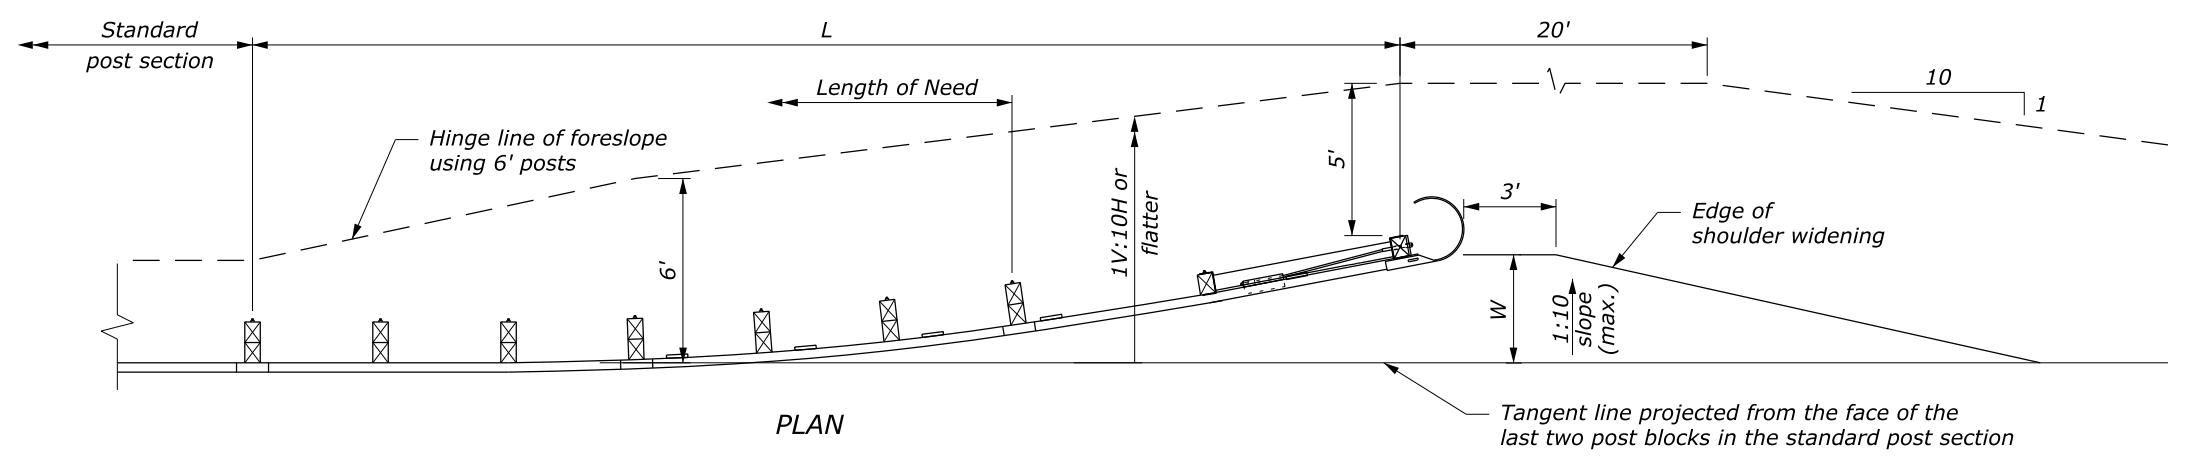 Standard
post section
L
20'
Length of Need
10
1
Hinge line of foreslope
using 6' posts
5'
6'
1V:10H or
flatter
3'
Edge of
shoulder widening
W
1:10
slope
(max.)
PLAN
Tangent line projected from the face of the
last two post blocks in the standard post section